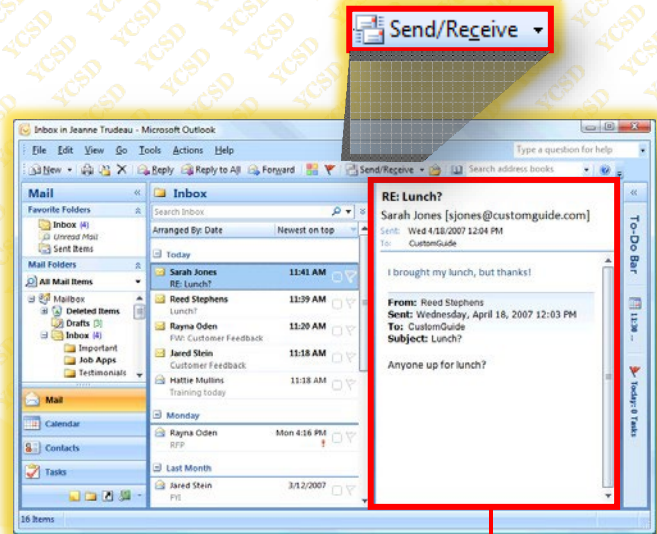 Send/Receive
Inbox in Jeanne Trudeau - Microsoft Outlook
File Edit View Go Tools Actions Help
Type a question for help
New Reply Reply to All Forward Send/Receive Search address books
Mail
Favorite Folders
Inbox (4)
Unread Mail
Sent Items
Mail Folders
All Mail Items
Mailbox
Deleted Items
Drafts [3]
Inbox (4)
Important
Job Apps
Testimonials
Mail
Calendar
Contacts
Tasks
16 Items
Inbox
Search Inbox
Arranged By: Date Newest on top
Today
Sarah Jones 11:41 AM
RE: Lunch?
Reed Stephens 11:39 AM
Lunch?
Rayna Oden 11:20 AM
FW: Customer Feedback
Jared Stein 11:18 AM
Customer Feedback
Hattie Mullins 11:18 AM
Training today
Monday
Rayna Oden Mon 4:16 PM
RFP
Last Month
Jared Stein 3/12/2007
FYI
RE: Lunch?
Sarah Jones [sjones@customguide.com]
Sent: Wed 4/18/2007 12:04 PM
To: CustomGuide
I brought my lunch, but thanks!
From: Reed Stephens
Sent: Wednesday, April 18, 2007 12:03 PM
To: CustomGuide
Subject: Lunch?
Anyone up for lunch?
To-Do Bar
11:30 ...
Today: 0 Tasks
YCSD